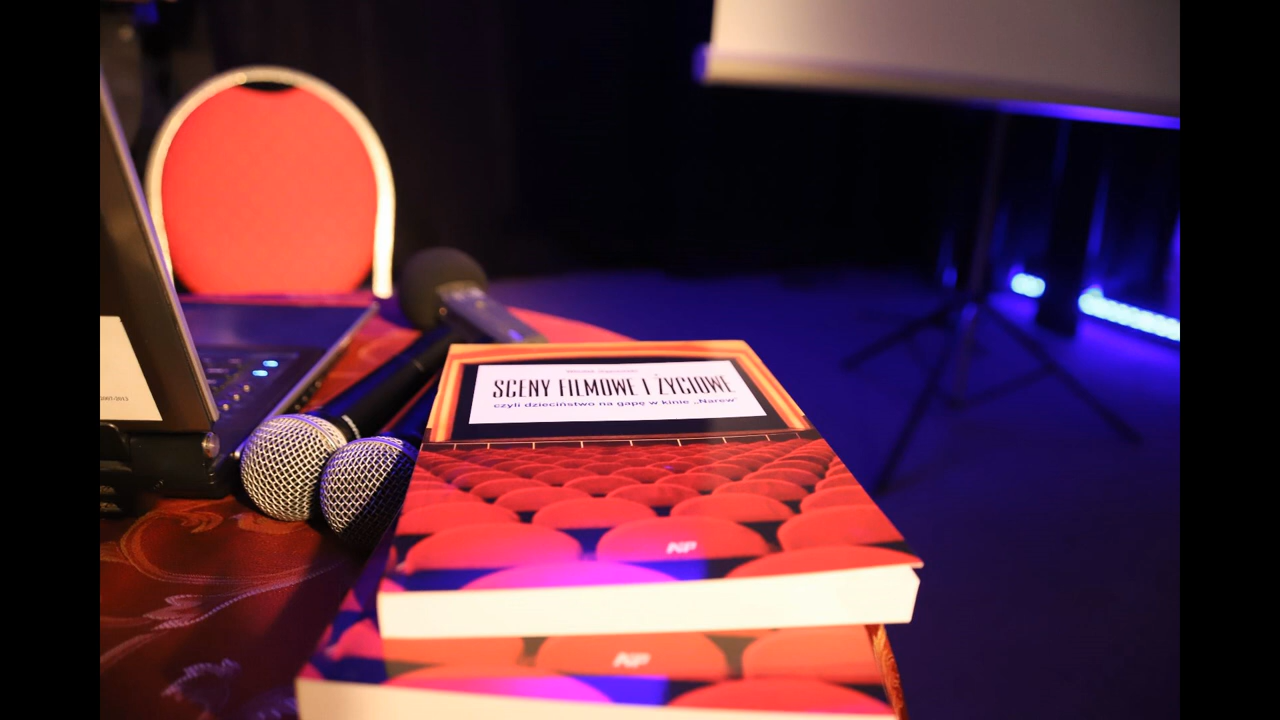 SCENY FILMOWE I ŻYCIOWE
czyli dzieciństwo na gapę w kinie „Narew”
NP
NP